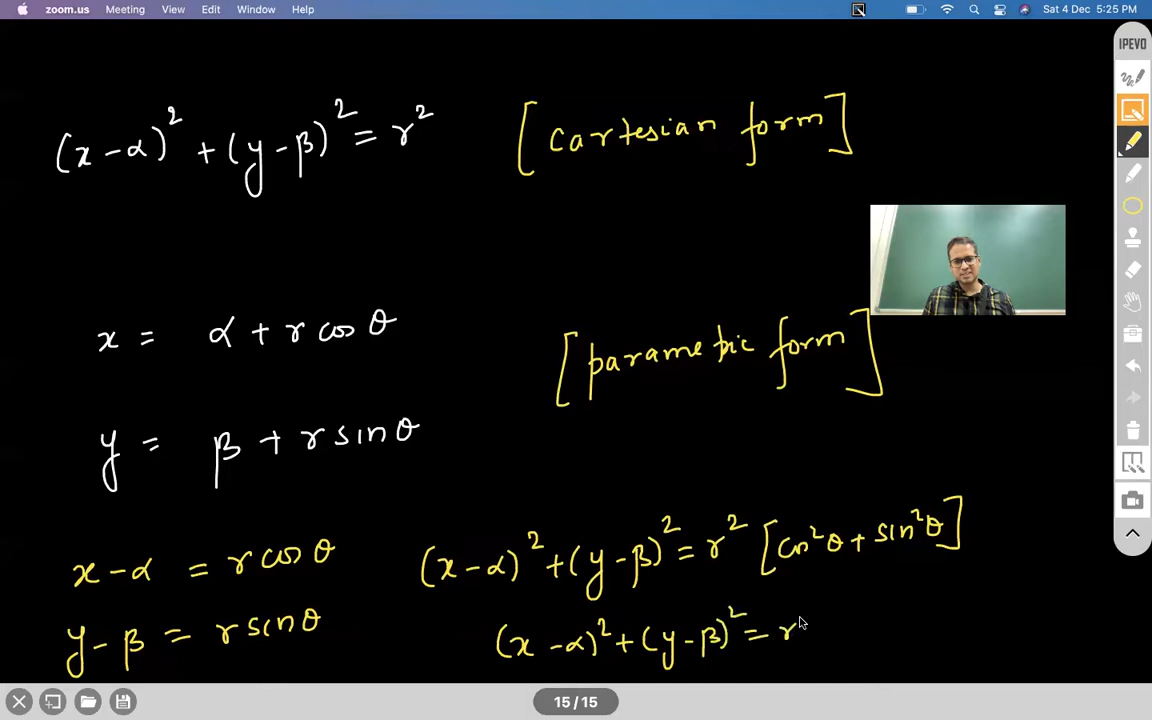 zoom.us Meeting View Edit Window Help Sat 4 Dec 5:25 PM
IPEVO
(x-α)² + (y-β)² = r² [cartesian form]
x = α + r cos θ
[parametric form]
y = β + r sin θ
x-α = r cos θ (x-α)² + (y-β)² = r² [cos²θ + sin²θ]
y-β = r sin θ (x-α)² + (y-β)² = r
15/15